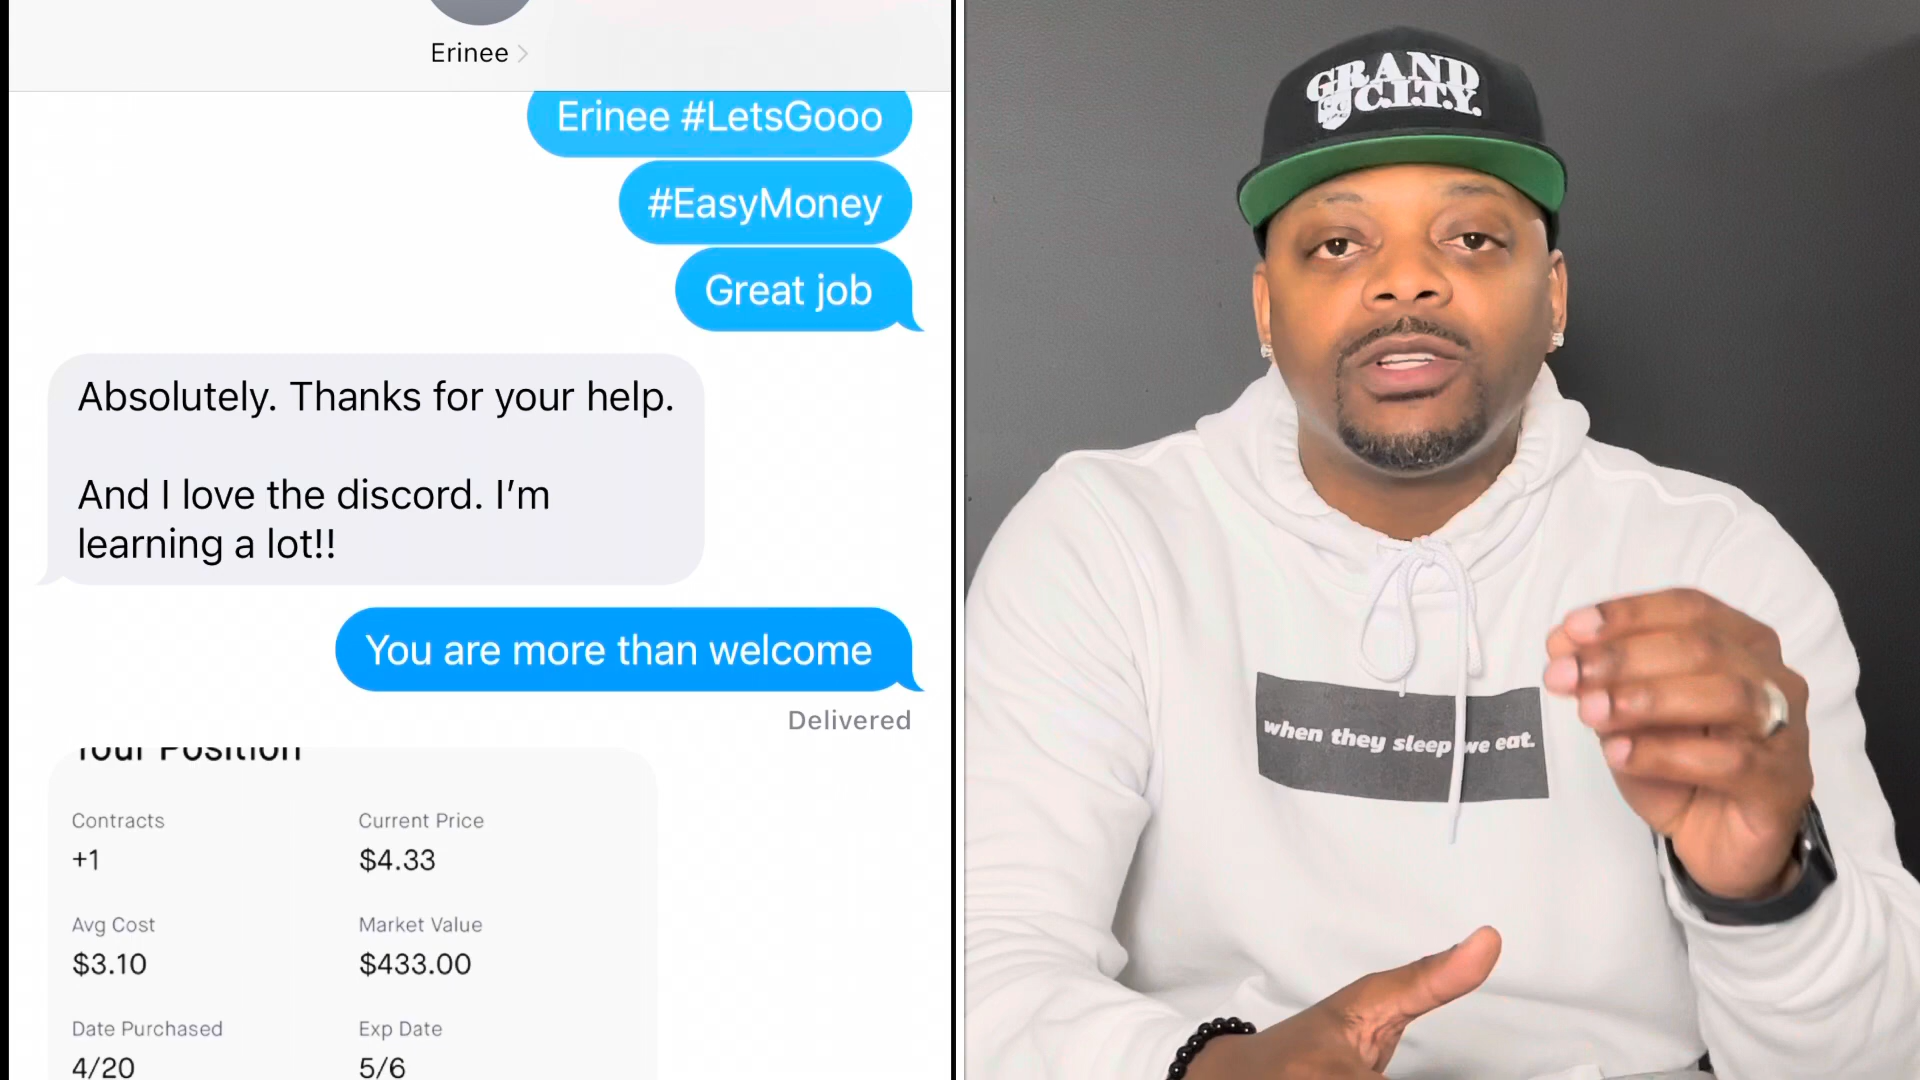 Erinee
Erinee #LetsGooo
#EasyMoney
Great job
Absolutely. Thanks for your help.
And I love the discord. I'm
learning a lot!!
You are more than welcome
Delivered
Your Position
Contracts
Current Price
+1
$4.33
Avg Cost
Market Value
$3.10
$433.00
Date Purchased
Exp Date
4/20
5/6
GRAND
C.I.T.Y.
when they sleep we eat.